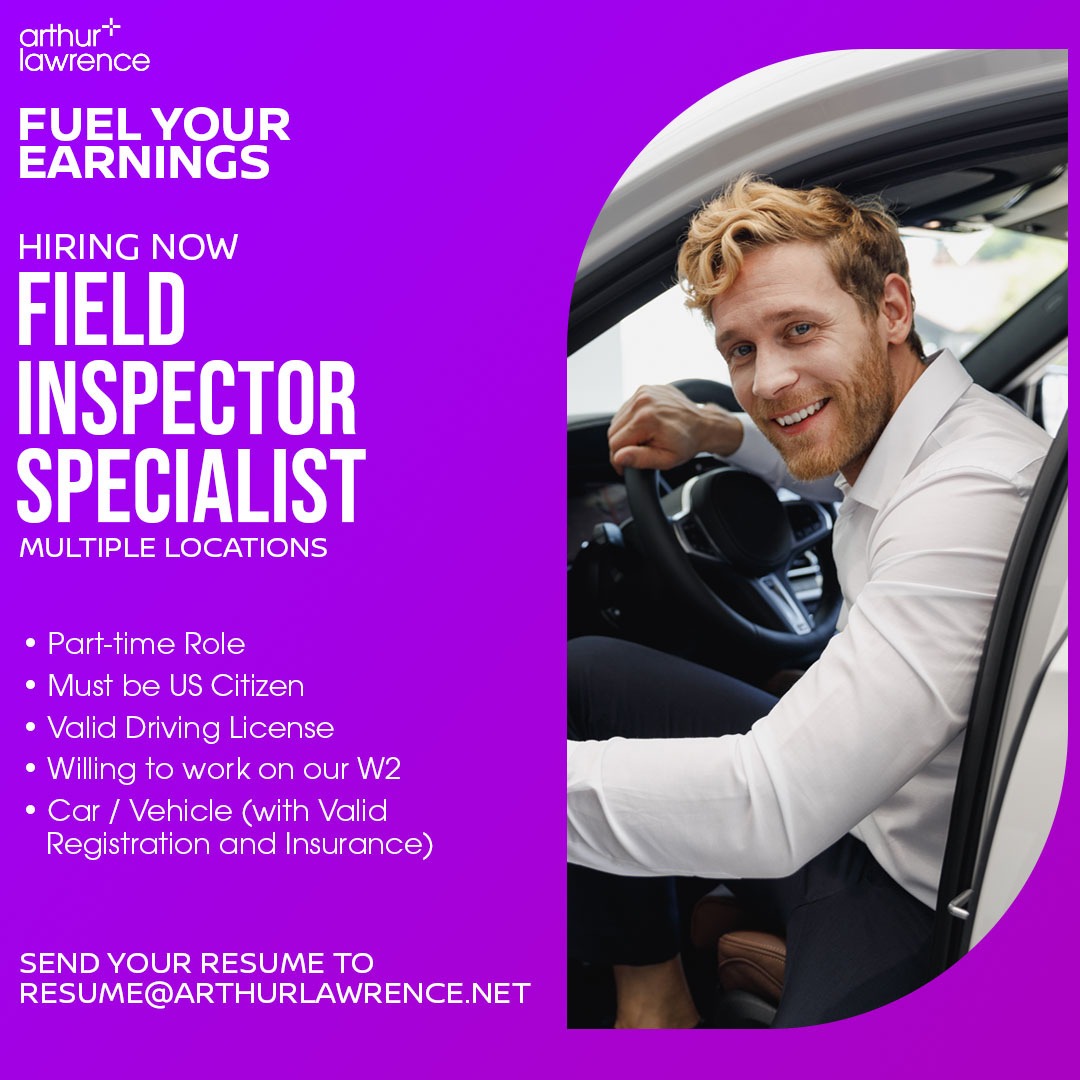 arthur
lawrence
FUEL YOUR
EARNINGS
HIRING NOW
FIELD
INSPECTOR
SPECIALIST
MULTIPLE LOCATIONS
• Part-time Role
• Must be US Citizen
• Valid Driving License
• Willing to work on our W2
• Car / Vehicle (with Valid
Registration and Insurance)
SEND YOUR RESUME TO
RESUME@ARTHURLAWRENCE.NET